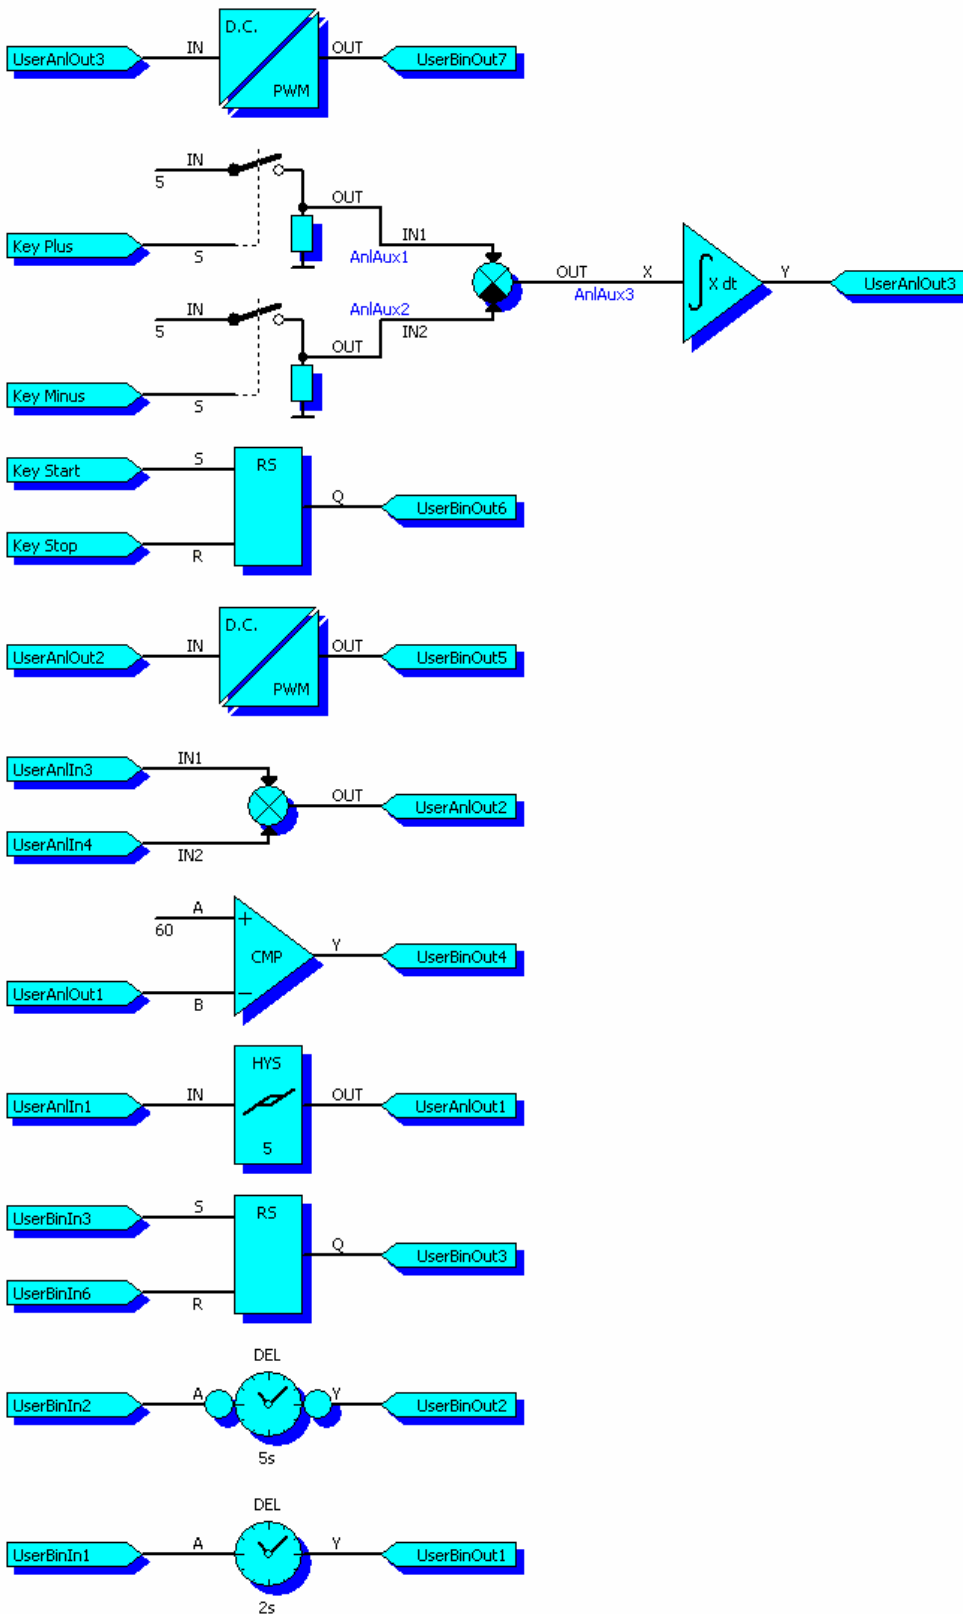 D.C.
IN
OUT
UserAnlOut3
UserBinOut7
PWM
IN
5
OUT
Key Plus
S
AnlAux1
IN1
OUT
X
X dt
Y
UserAnlOut3
AnlAux3
IN
5
AnlAux2
IN2
OUT
Key Minus
S
Key Start
S
RS
Q
UserBinOut6
Key Stop
R
D.C.
UserAnlOut2
IN
OUT
UserBinOut5
PWM
UserAnlIn3
IN1
OUT
UserAnlOut2
UserAnlIn4
IN2
A
60
+
CMP
Y
UserBinOut4
UserAnlOut1
B
−
HYS
UserAnlIn1
IN
OUT
UserAnlOut1
5
UserBinIn3
S
RS
Q
UserBinOut3
UserBinIn6
R
DEL
UserBinIn2
A
Y
UserBinOut2
5s
DEL
UserBinIn1
A
Y
UserBinOut1
2s